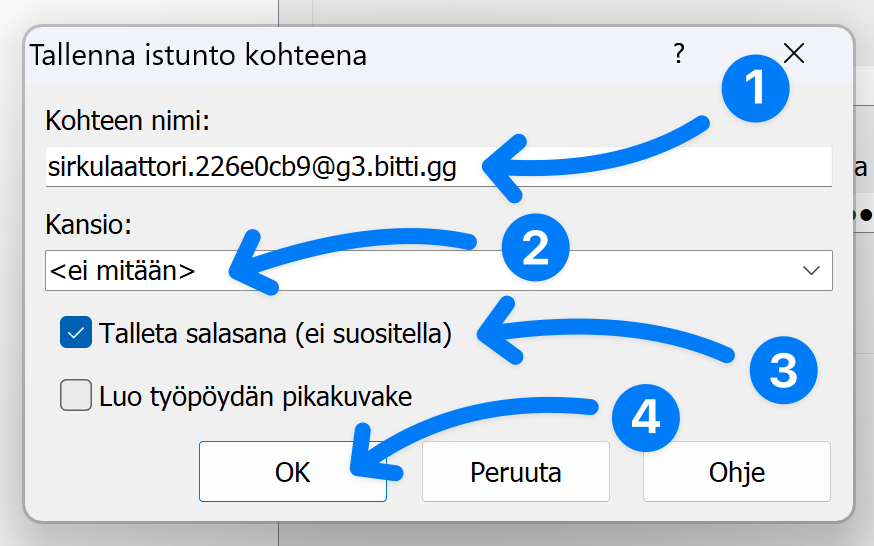 Tallenna istunto kohteena ?
1
Kohteen nimi:
sirkulaattori.226e0cb9@g3.bitti.gg
a
Kansio:
2
<ei mitään>
Talleta salasana (ei suositella)
3
Luo työpöydän pikakuvake
4
OK Peruuta Ohje